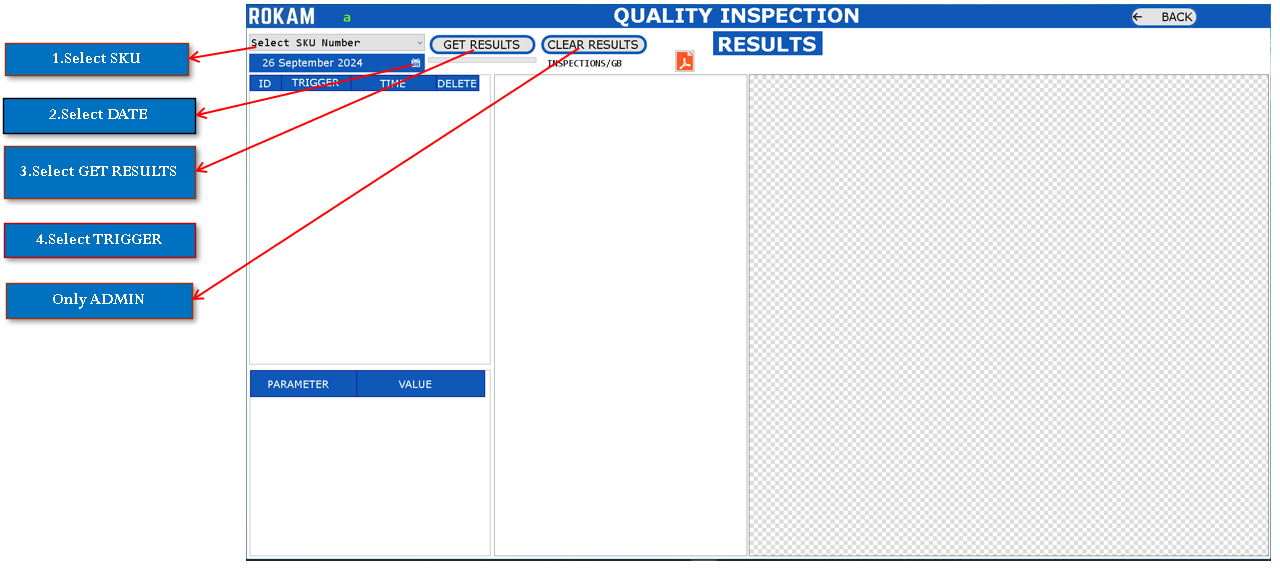 ROKAM
a
QUALITY INSPECTION
← BACK
1.Select SKU
Select SKU Number
GET RESULTS
CLEAR RESULTS
RESULTS
26 September 2024
INSPECTIONS/GB
ID TRIGGER TIME DELETE
2.Select DATE
3.Select GET RESULTS
4.Select TRIGGER
Only ADMIN
PARAMETER VALUE